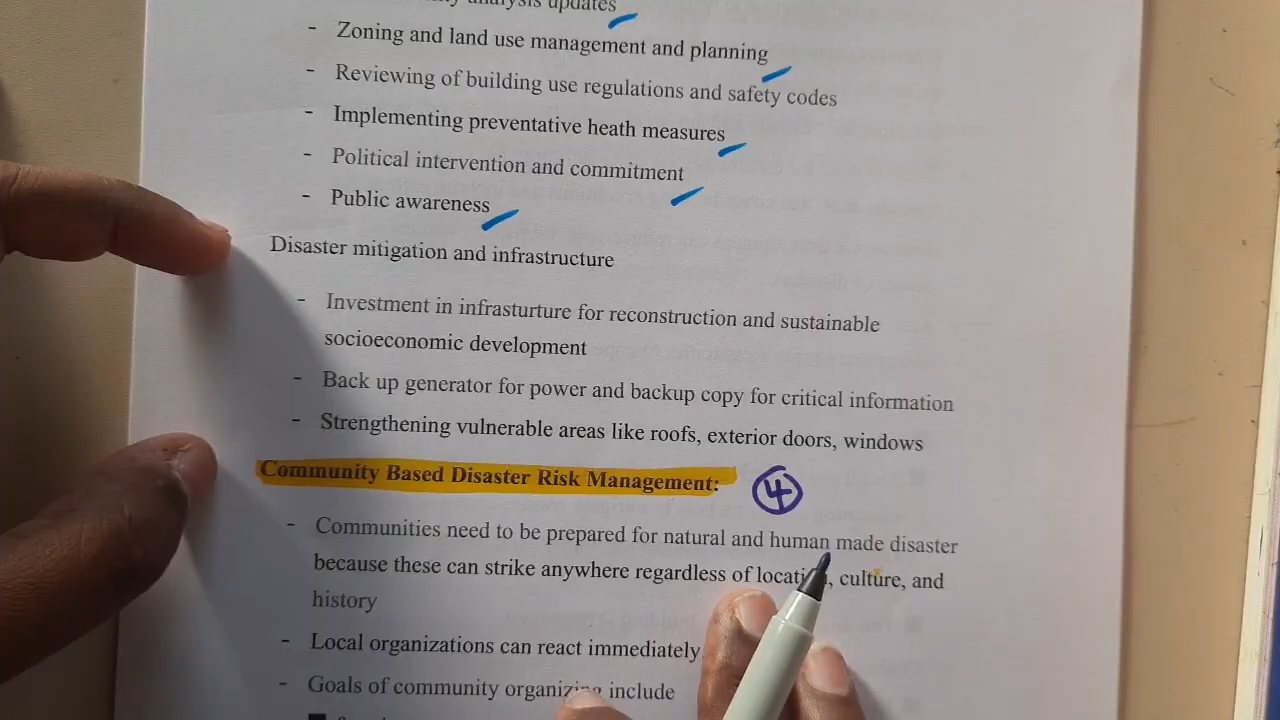 analysis updates
- Zoning and land use management and planning
- Reviewing of building use regulations and safety codes
- Implementing preventative heath measures
- Political intervention and commitment
- Public awareness
Disaster mitigation and infrastructure
- Investment in infrasturture for reconstruction and sustainable
socioeconomic development
- Back up generator for power and backup copy for critical information
- Strengthening vulnerable areas like roofs, exterior doors, windows
Community Based Disaster Risk Management: 4
- Communities need to be prepared for natural and human made disaster
because these can strike anywhere regardless of location, culture, and
history
- Local organizations can react immediately
- Goals of community organizing include